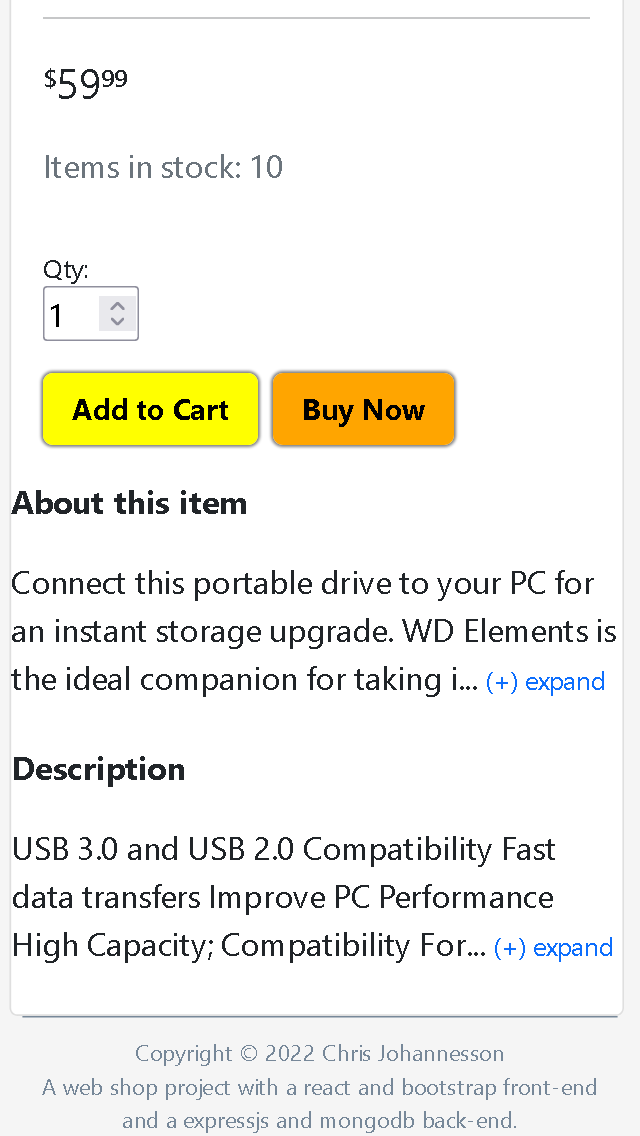 $5999
Items in stock: 10
Qty:
1
Add to Cart Buy Now
About this item
Connect this portable drive to your PC for
an instant storage upgrade. WD Elements is
the ideal companion for taking i... (+) expand
Description
USB 3.0 and USB 2.0 Compatibility Fast
data transfers Improve PC Performance
High Capacity; Compatibility For... (+) expand
Copyright © 2022 Chris Johannesson
A web shop project with a react and bootstrap front-end
and a expressjs and mongodb back-end.